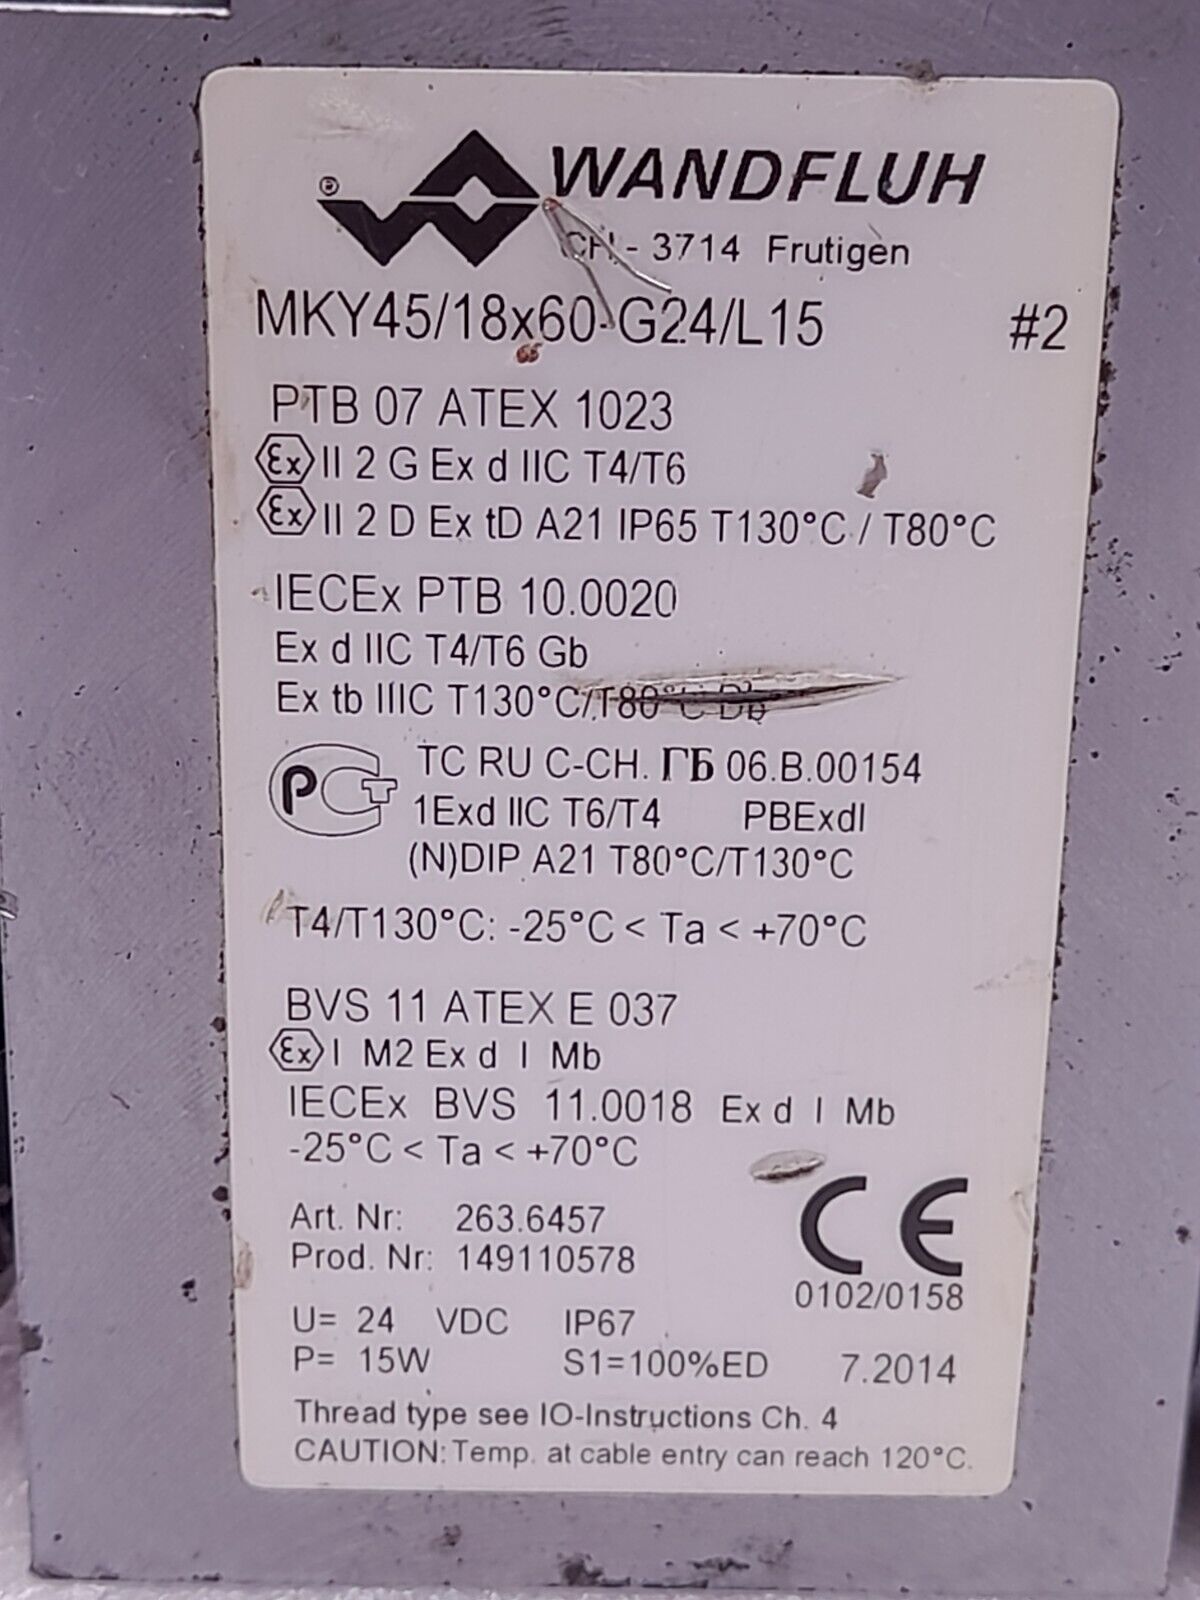 ® WANDFLUH
CH - 3714 Frutigen
MKY45/18x60-G24/L15 #2
PTB 07 ATEX 1023
Ex II 2 G Ex d IIC T4/T6
Ex II 2 D Ex tD A21 IP65 T130°C / T80°C
IECEx PTB 10.0020
Ex d IIC T4/T6 Gb
Ex tb IIIC T130°C/T80°C Db
РСТ TC RU C-CH. ГБ 06.B.00154
1Exd IIC T6/T4 PBExdI
(N)DIP A21 T80°C/T130°C
T4/T130°C: -25°C < Ta < +70°C
BVS 11 ATEX E 037
Ex I M2 Ex d I Mb
IECEx BVS 11.0018 Ex d I Mb
-25°C < Ta < +70°C
Art. Nr: 263.6457
Prod. Nr: 149110578
CE
0102/0158
U= 24 VDC IP67
P= 15W S1=100%ED 7.2014
Thread type see IO-Instructions Ch. 4
CAUTION: Temp. at cable entry can reach 120°C.